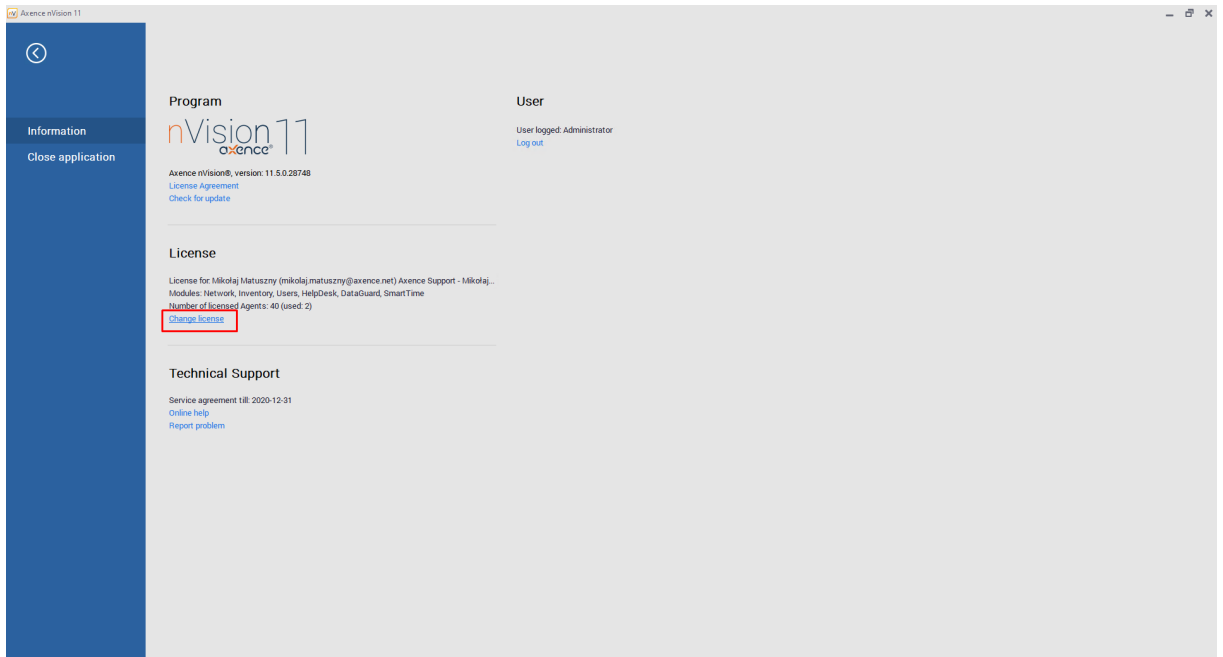 Axence nVision 11
Information
Close application
Program
nVision 11
axence®
Axence nVision®, version: 11.5.0.28748
License Agreement
Check for update
License
License for: Mikołaj Matuszny (mikolaj.matuszny@axence.net) Axence Support - Mikołaj...
Modules: Network, Inventory, Users, HelpDesk, DataGuard, SmartTime
Number of licensed Agents: 40 (used: 2)
Change license
Technical Support
Service agreement till: 2020-12-31
Online help
Report problem
User
User logged: Administrator
Log out